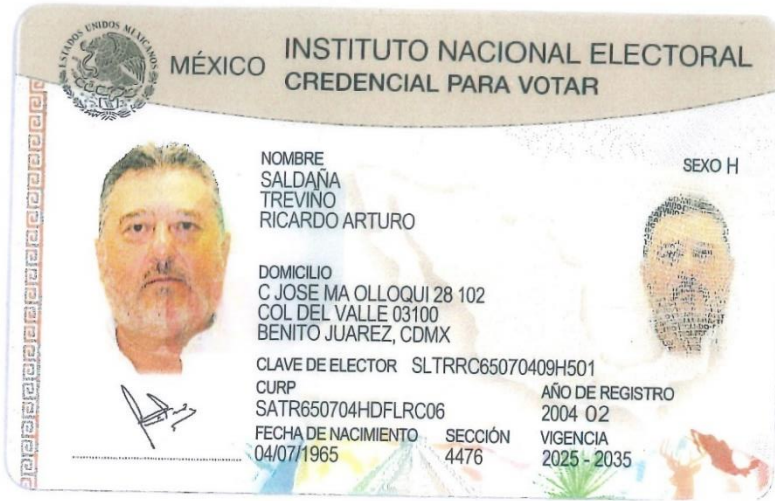 ESTADOS UNIDOS MEXICANOS
MÉXICO
INSTITUTO NACIONAL ELECTORAL
CREDENCIAL PARA VOTAR
NOMBRE
SALDAÑA
TREVIÑO
RICARDO ARTURO
SEXO H
DOMICILIO
C JOSE MA OLLOQUI 28 102
COL DEL VALLE 03100
BENITO JUAREZ, CDMX
CLAVE DE ELECTOR SLTRRC65070409H501
CURP
SATR650704HDFLRC06
AÑO DE REGISTRO
2004 02
FECHA DE NACIMIENTO
04/07/1965
SECCIÓN
4476
VIGENCIA
2025 - 2035